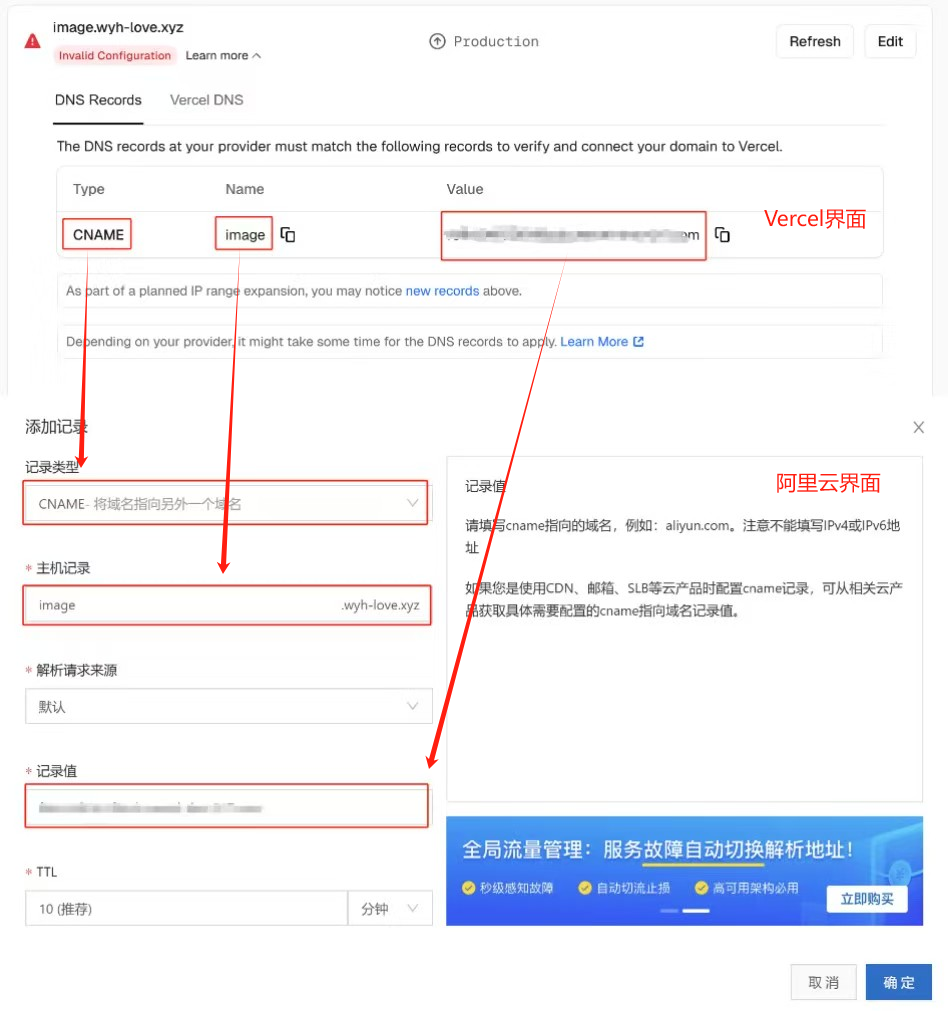 image.wyh-love.xyz
Invalid Configuration Learn more
Production
Refresh
Edit
DNS Records Vercel DNS
The DNS records at your provider must match the following records to verify and connect your domain to Vercel.
Type Name Value
CNAME image om
Vercel界面
As part of a planned IP range expansion, you may notice new records above.
Depending on your provider, it might take some time for the DNS records to apply. Learn More
添加记录
记录类型
CNAME- 将域名指向另外一个域名
* 主机记录
image .wyh-love.xyz
* 解析请求来源
默认
* 记录值
* TTL
10 (推荐) 分钟
记录值
阿里云界面
请填写cname指向的域名，例如：aliyun.com。注意不能填写IPv4或IPv6地
址
如果您是使用CDN、邮箱、SLB等云产品时配置cname记录，可从相关云产
品获取具体需要配置的cname指向域名记录值。
全局流量管理：服务故障自动切换解析地址！
秒级感知故障 自动切流止损 高可用架构必用
立即购买
取 消 确 定